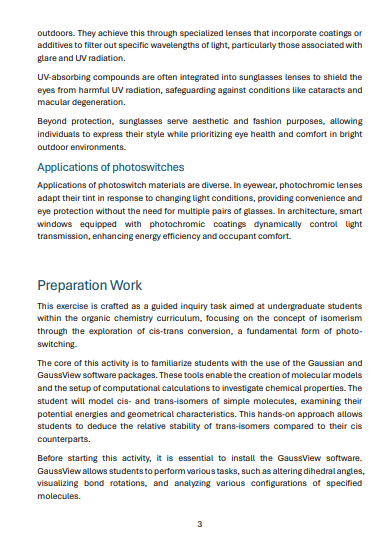 outdoors. They achieve this through specialized lenses that incorporate coatings or
additives to filter out specific wavelengths of light, particularly those associated with
glare and UV radiation.
UV-absorbing compounds are often integrated into sunglasses lenses to shield the
eyes from harmful UV radiation, safeguarding against conditions like cataracts and
macular degeneration.
Beyond protection, sunglasses serve aesthetic and fashion purposes, allowing
individuals to express their style while prioritizing eye health and comfort in bright
outdoor environments.
Applications of photoswitches
Applications of photoswitch materials are diverse. In eyewear, photochromic lenses
adapt their tint in response to changing light conditions, providing convenience and
eye protection without the need for multiple pairs of glasses. In architecture, smart
windows equipped with photochromic coatings dynamically control light
transmission, enhancing energy efficiency and occupant comfort.
Preparation Work
This exercise is crafted as a guided inquiry task aimed at undergraduate students
within the organic chemistry curriculum, focusing on the concept of isomerism
through the exploration of cis-trans conversion, a fundamental form of photo-
switching.
The core of this activity is to familiarize students with the use of the Gaussian and
GaussView software packages. These tools enable the creation of molecular models
and the setup of computational calculations to investigate chemical properties. The
student will model cis- and trans-isomers of simple molecules, examining their
potential energies and geometrical characteristics. This hands-on approach allows
students to deduce the relative stability of trans-isomers compared to their cis
counterparts.
Before starting this activity, it is essential to install the GaussView software.
GaussView allows students to perform various tasks, such as altering dihedral angles,
visualizing bond rotations, and analyzing various configurations of specified
molecules.
3